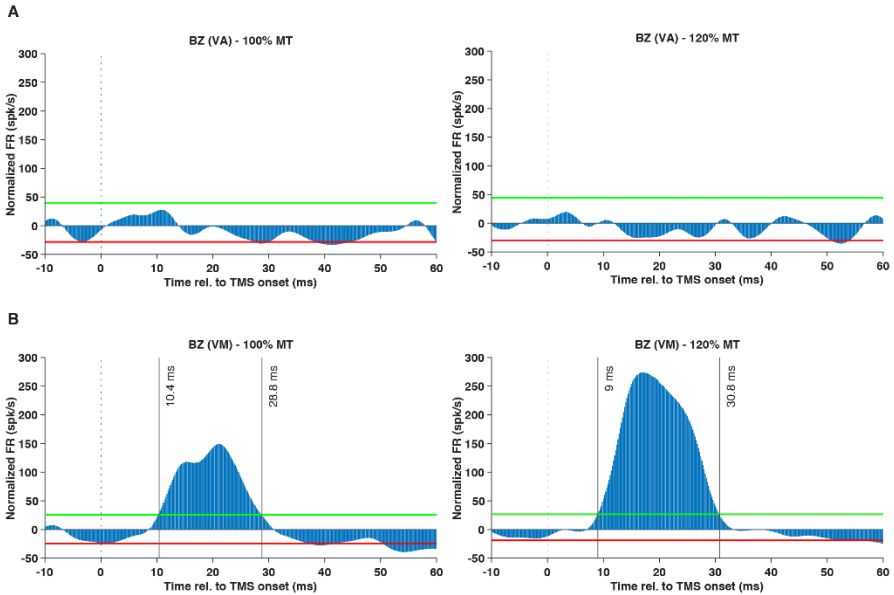 A
BZ (VA) - 100% MT
Normalized FR (spk/s)
300
250
200
150
100
50
0
-50
-10 0 10 20 30 40 50 60
Time rel. to TMS onset (ms)
BZ (VA) - 120% MT
Normalized FR (spk/s)
300
250
200
150
100
50
0
-50
-10 0 10 20 30 40 50 60
Time rel. to TMS onset (ms)
B
BZ (VM) - 100% MT
Normalized FR (spk/s)
300
250
200
150
100
50
0
-50
10.4 ms
28.8 ms
-10 0 10 20 30 40 50 60
Time rel. to TMS onset (ms)
BZ (VM) - 120% MT
Normalized FR (spk/s)
300
250
200
150
100
50
0
-50
9 ms
30.8 ms
-10 0 10 20 30 40 50 60
Time rel. to TMS onset (ms)